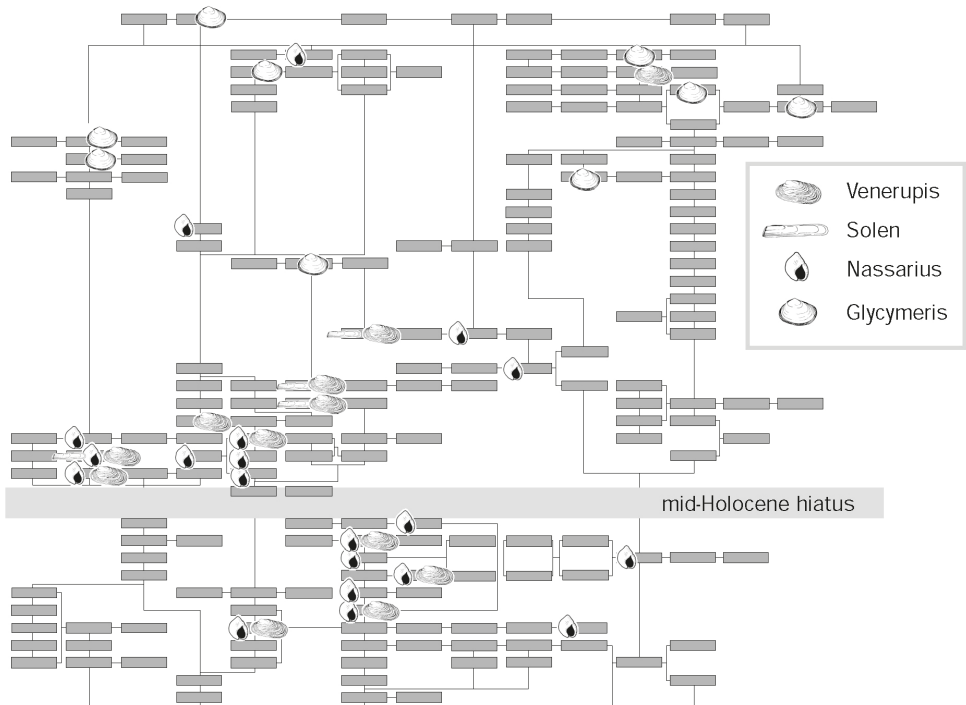 Venerupis
Solen
Nassarius
Glycymeris
mid-Holocene hiatus